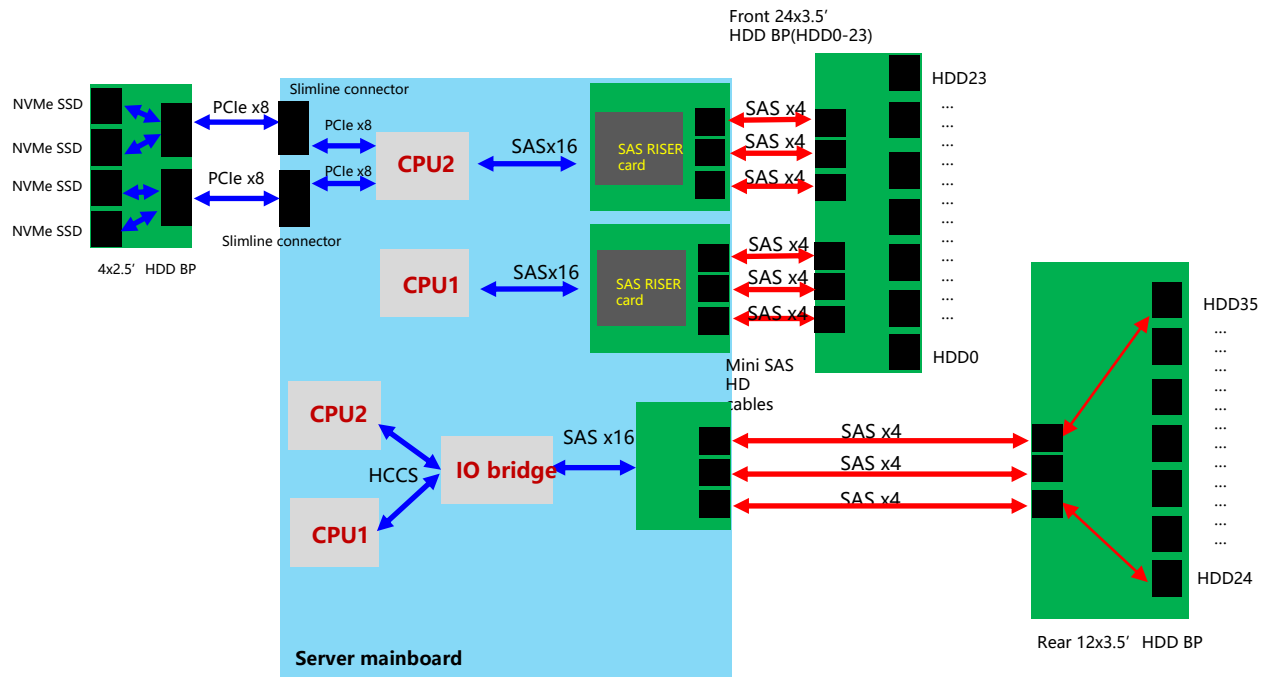 Front 24x3.5'
HDD BP(HDD0-23)
HDD23
...
...
...
...
...
...
...
...
...
...
...
...
HDD0
NVMe SSD
NVMe SSD
NVMe SSD
NVMe SSD
4x2.5' HDD BP
PCIe x8
PCIe x8
Slimline connector
Slimline connector
PCIe x8
PCIe x8
CPU2
SASx16
SAS RISER
card
SAS x4
SAS x4
SAS x4
CPU1
SASx16
SAS RISER
card
SAS x4
SAS x4
SAS x4
Mini SAS
HD
cables
CPU2
HCCS
CPU1
IO bridge
SAS x16
SAS x4
SAS x4
SAS x4
HDD35
...
...
...
...
...
...
...
...
...
...
...
...
HDD24
Rear 12x3.5' HDD BP
Server mainboard